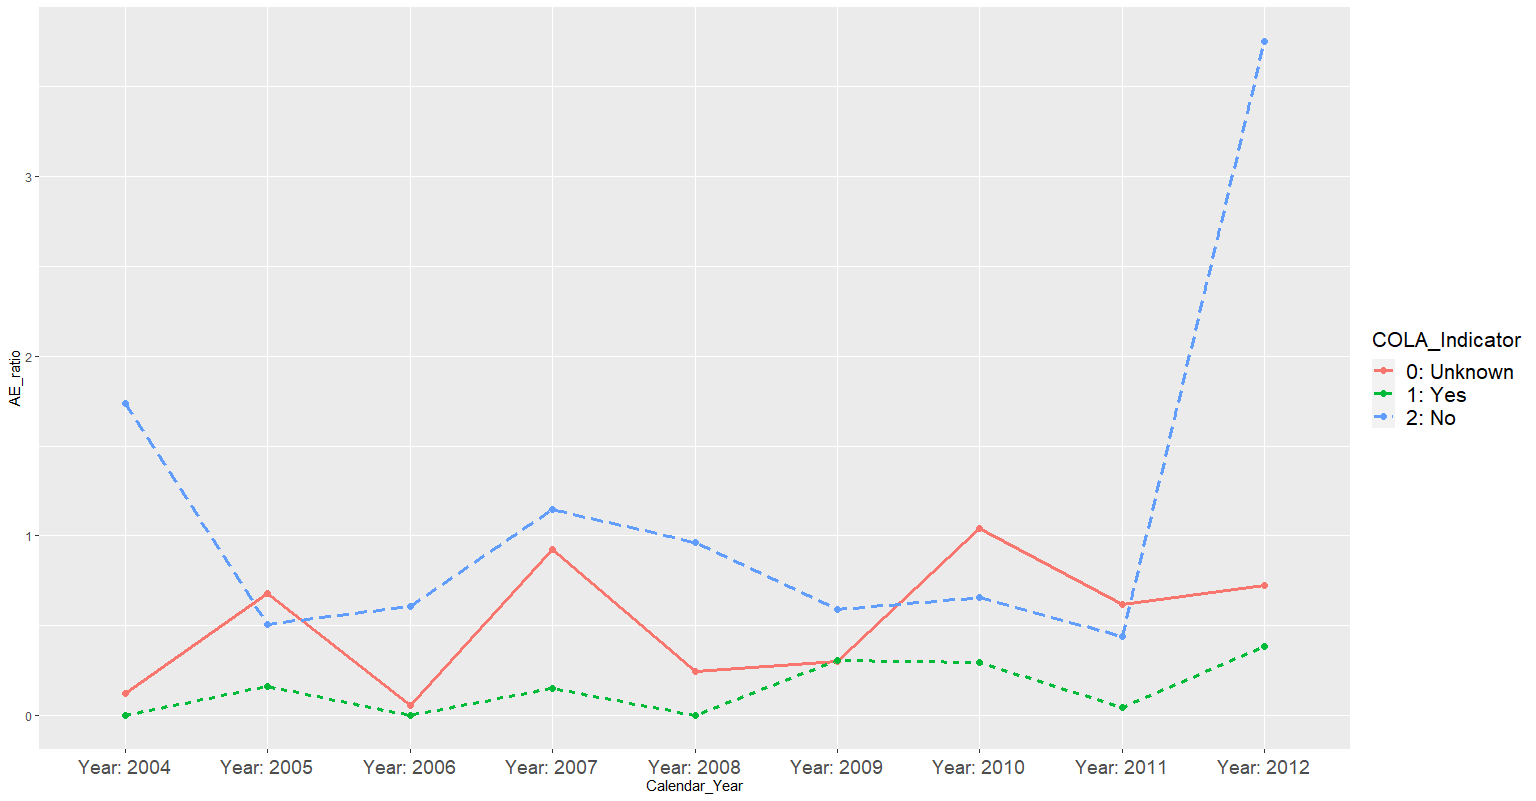 AE_ratio
3
2
1
0
Year: 2004
Year: 2005
Year: 2006
Year: 2007
Year: 2008
Year: 2009
Year: 2010
Year: 2011
Year: 2012
Calendar_Year
COLA_Indicator
0: Unknown
1: Yes
2: No